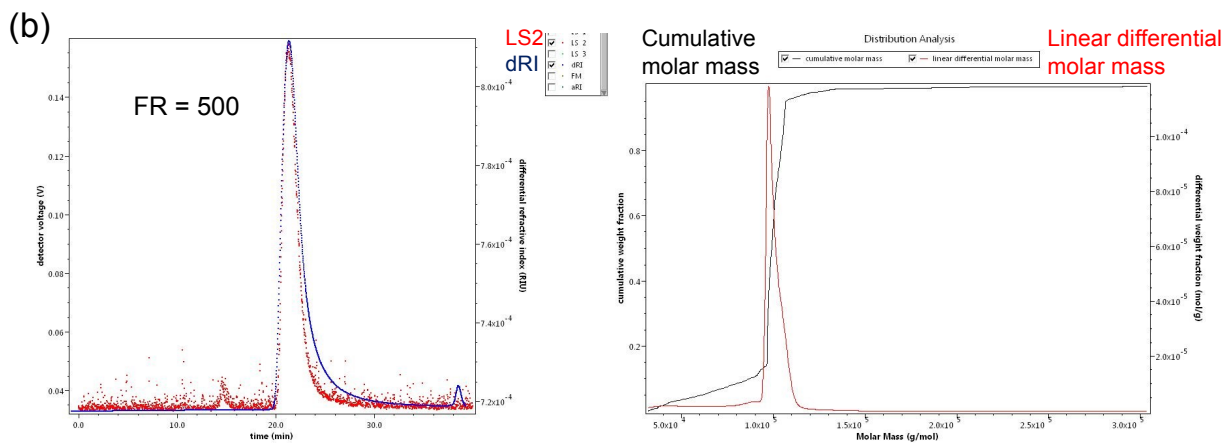 (b)
LS2
dRI
LS 2
LS 3
dRI
FM
aRI
FR = 500
0.14
0.12
0.10
0.08
0.06
0.04
detector voltage (V)
8.0x10⁻⁴
7.8x10⁻⁴
7.6x10⁻⁴
7.4x10⁻⁴
7.2x10⁻⁴
differential refractive index (RIU)
0.0
10.0
20.0
30.0
time (min)
Cumulative
molar mass
Distribution Analysis
cumulative molar mass
linear differential molar mass
Linear differential
molar mass
0.8
0.6
0.4
0.2
cumulative weight fraction
1.0x10⁻⁴
8.0x10⁻⁵
6.0x10⁻⁵
4.0x10⁻⁵
2.0x10⁻⁵
differential weight fraction (mol/g)
5.0x10⁴
1.0x10⁵
1.5x10⁵
2.0x10⁵
2.5x10⁵
3.0x10⁵
Molar Mass (g/mol)